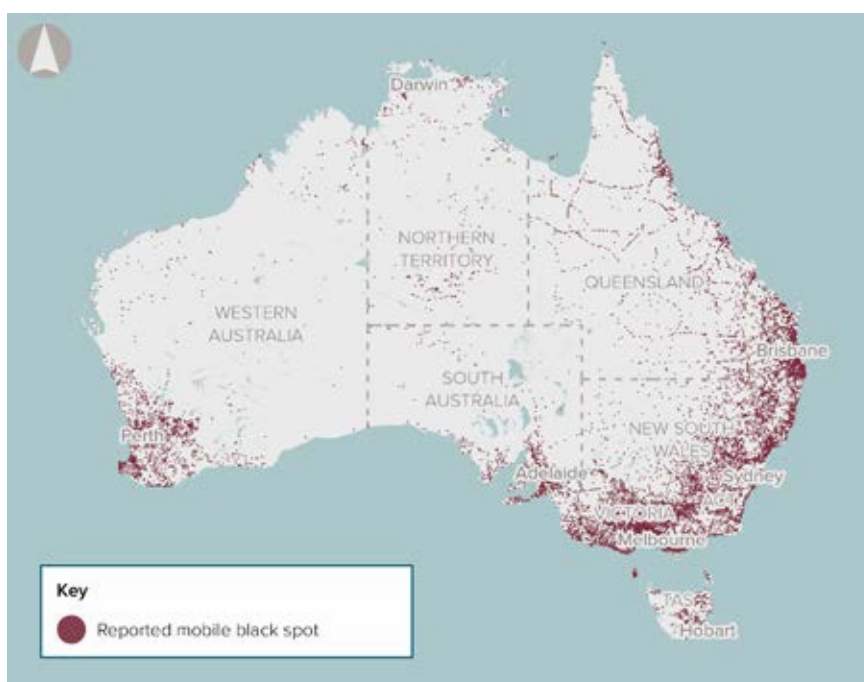 Darwin
NORTHERN
TERRITORY
QUEENSLAND
WESTERN
AUSTRALIA
Brisbane
SOUTH
AUSTRALIA
NEW SOUTH
WALES
Perth
Adelaide
Sydney
ACT
VICTORIA
Melbourne
TAS
Hobart
Key
Reported mobile black spot